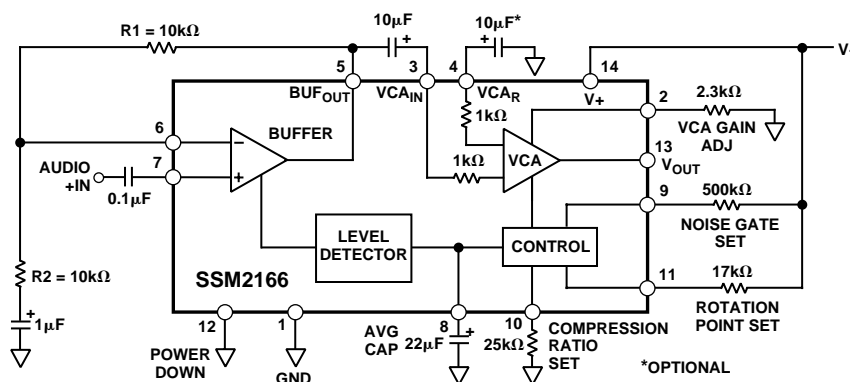 R1 = 10kΩ
10µF
+
10µF*
+
5
3
4
14
V
BUFOUT
VCAIN
VCAR
V+
2
2.3kΩ
VCA GAIN
ADJ
1kΩ
6
BUFFER
−
1kΩ
VCA
13
VOUT
7
AUDIO
+IN
+
0.1µF
9
500kΩ
NOISE GATE
SET
LEVEL
DETECTOR
CONTROL
R2 = 10kΩ
SSM2166
11
17kΩ
ROTATION
POINT SET
+
1µF
12
1
AVG
CAP
8
+
22µF
10
25kΩ
COMPRESSION
RATIO
SET
POWER
DOWN
GND
*OPTIONAL